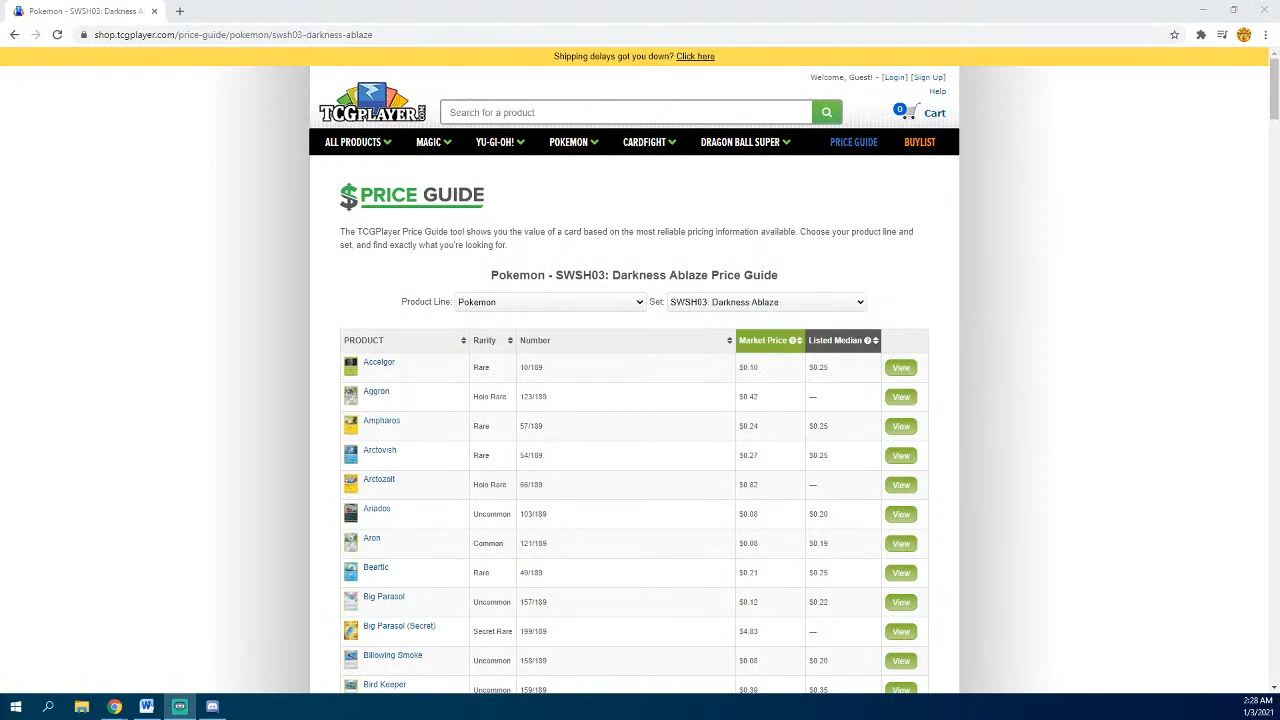 Pokemon - SWSH03: Darkness A
shop.tcgplayer.com/price-guide/pokemon/swsh03-darkness-ablaze
Shipping delays got you down? Click here
Welcome, Guest! - [Login] [Sign Up]
Help
TCGPLAYER.COM
Search for a product
0 Cart
ALL PRODUCTS MAGIC YU-GI-OH! POKEMON CARDFIGHT DRAGON BALL SUPER PRICE GUIDE BUYLIST
$ PRICE GUIDE
The TCGPlayer Price Guide tool shows you the value of a card based on the most reliable pricing information available. Choose your product line and
set, and find exactly what you're looking for.
Pokemon - SWSH03: Darkness Ablaze Price Guide
Product Line: Pokemon Set: SWSH03: Darkness Ablaze
PRODUCT Rarity Number Market Price Listed Median
Accelgor Rare 10/189 $0.10 $0.25 View
Aggron Holo Rare 123/189 $0.42 — View
Ampharos Rare 57/189 $0.24 $0.25 View
Arctovish Rare 54/189 $0.27 $0.25 View
Arctozolt Holo Rare 66/189 $0.82 — View
Ariados Uncommon 103/189 $0.08 $0.20 View
Aron Common 121/189 $0.08 $0.19 View
Beartic Rare 49/189 $0.21 $0.25 View
Big Parasol Uncommon 157/189 $0.12 $0.22 View
Big Parasol (Secret) Secret Rare 199/189 $4.83 — View
Billowing Smoke Uncommon 158/189 $0.08 $0.20 View
Bird Keeper Uncommon 159/189 $0.39 $0.35 View
2:28 AM
1/3/2021